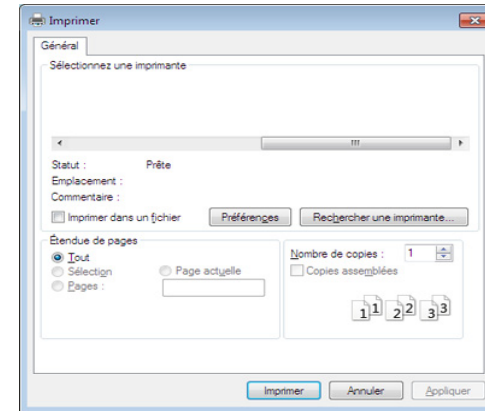 Imprimer
Général
Sélectionnez une imprimante
Statut : Prête
Emplacement :
Commentaire :
Imprimer dans un fichier Préférences Rechercher une imprimante...
Étendue de pages
Tout
Sélection Page actuelle
Pages :
Nombre de copies : 1
Copies assemblées
1 1 2 2 3 3
Imprimer Annuler Appliquer